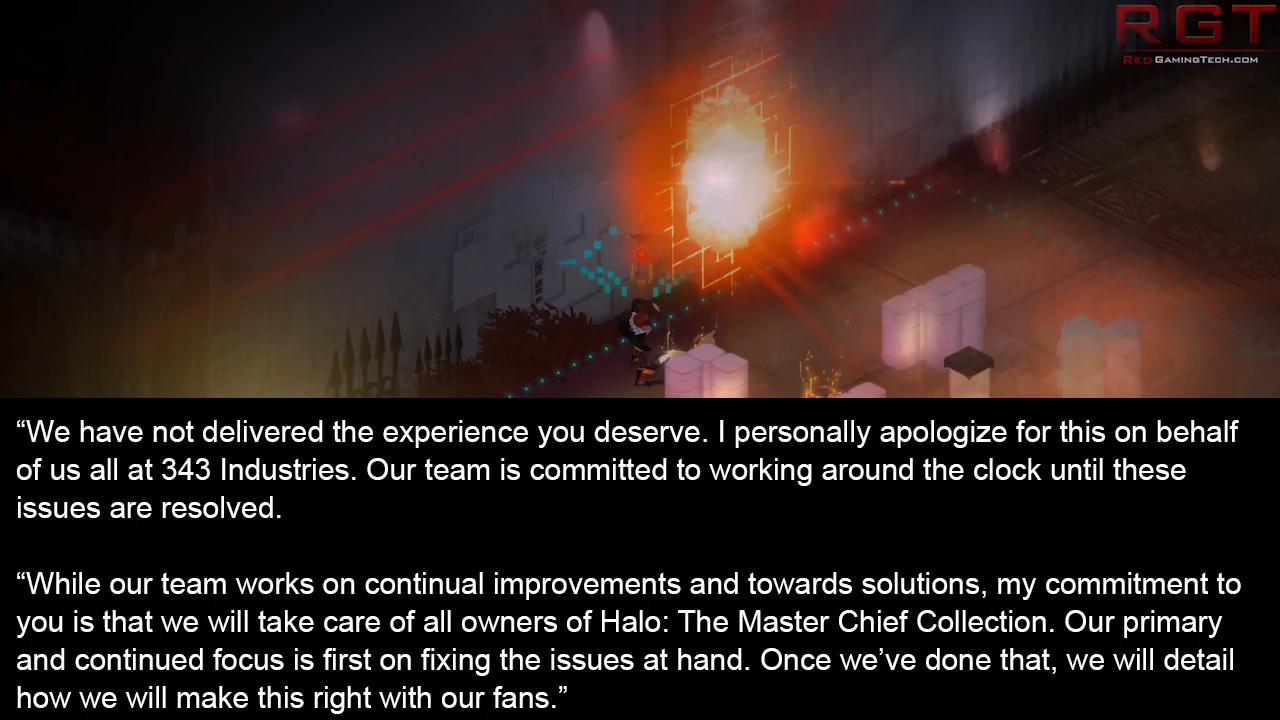 RGT
RedGamingTech.com
“We have not delivered the experience you deserve. I personally apologize for this on behalf
of us all at 343 Industries. Our team is committed to working around the clock until these
issues are resolved.
“While our team works on continual improvements and towards solutions, my commitment to
you is that we will take care of all owners of Halo: The Master Chief Collection. Our primary
and continued focus is first on fixing the issues at hand. Once we’ve done that, we will detail
how we will make this right with our fans.”